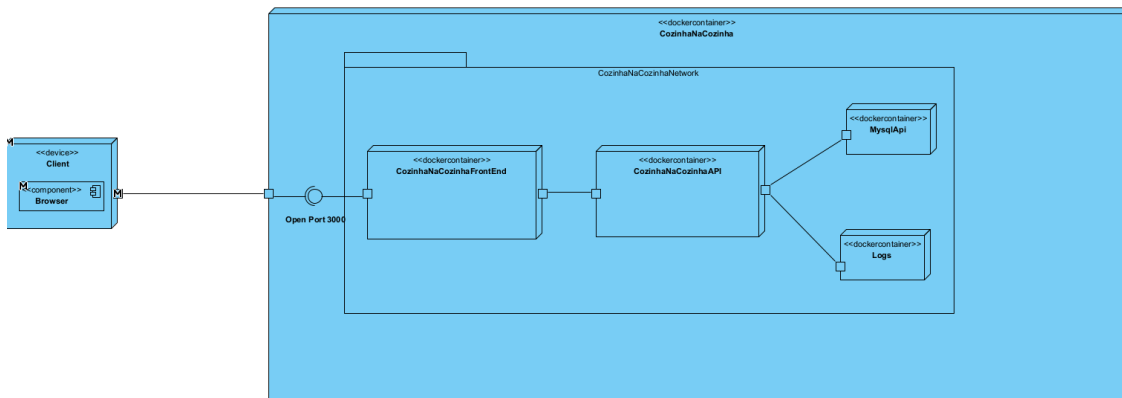 <<dockercontainer>>
CozinhaNaCozinha
CozinhaNaCozinhaNetwork
<<device>>
Client
<<component>>
Browser
M
M
M
Open Port 3000
<<dockercontainer>>
CozinhaNaCozinhaFrontEnd
<<dockercontainer>>
CozinhaNaCozinhaAPI
<<dockercontainer>>
MysqlApi
<<dockercontainer>>
Logs